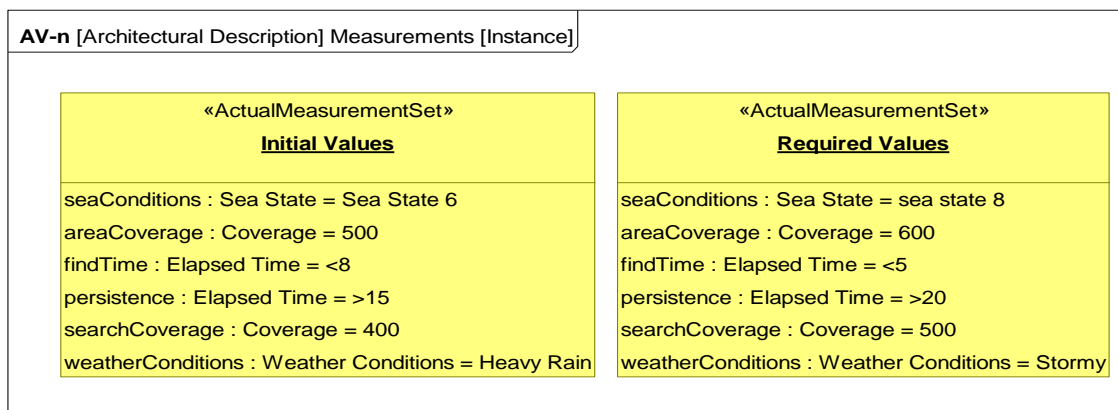 AV-n [Architectural Description] Measurements [Instance]
«ActualMeasurementSet»
Initial Values
seaConditions : Sea State = Sea State 6
areaCoverage : Coverage = 500
findTime : Elapsed Time = <8
persistence : Elapsed Time = >15
searchCoverage : Coverage = 400
weatherConditions : Weather Conditions = Heavy Rain
«ActualMeasurementSet»
Required Values
seaConditions : Sea State = sea state 8
areaCoverage : Coverage = 600
findTime : Elapsed Time = <5
persistence : Elapsed Time = >20
searchCoverage : Coverage = 500
weatherConditions : Weather Conditions = Stormy